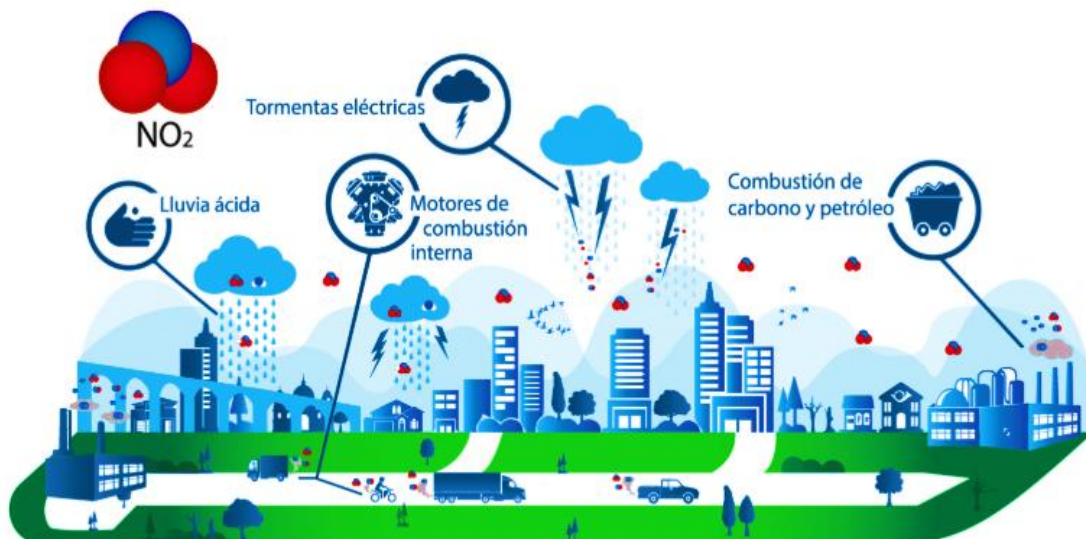 NO₂
Tormentas eléctricas
Lluvia ácida
Motores de
combustión
interna
Combustión de
carbono y petróleo